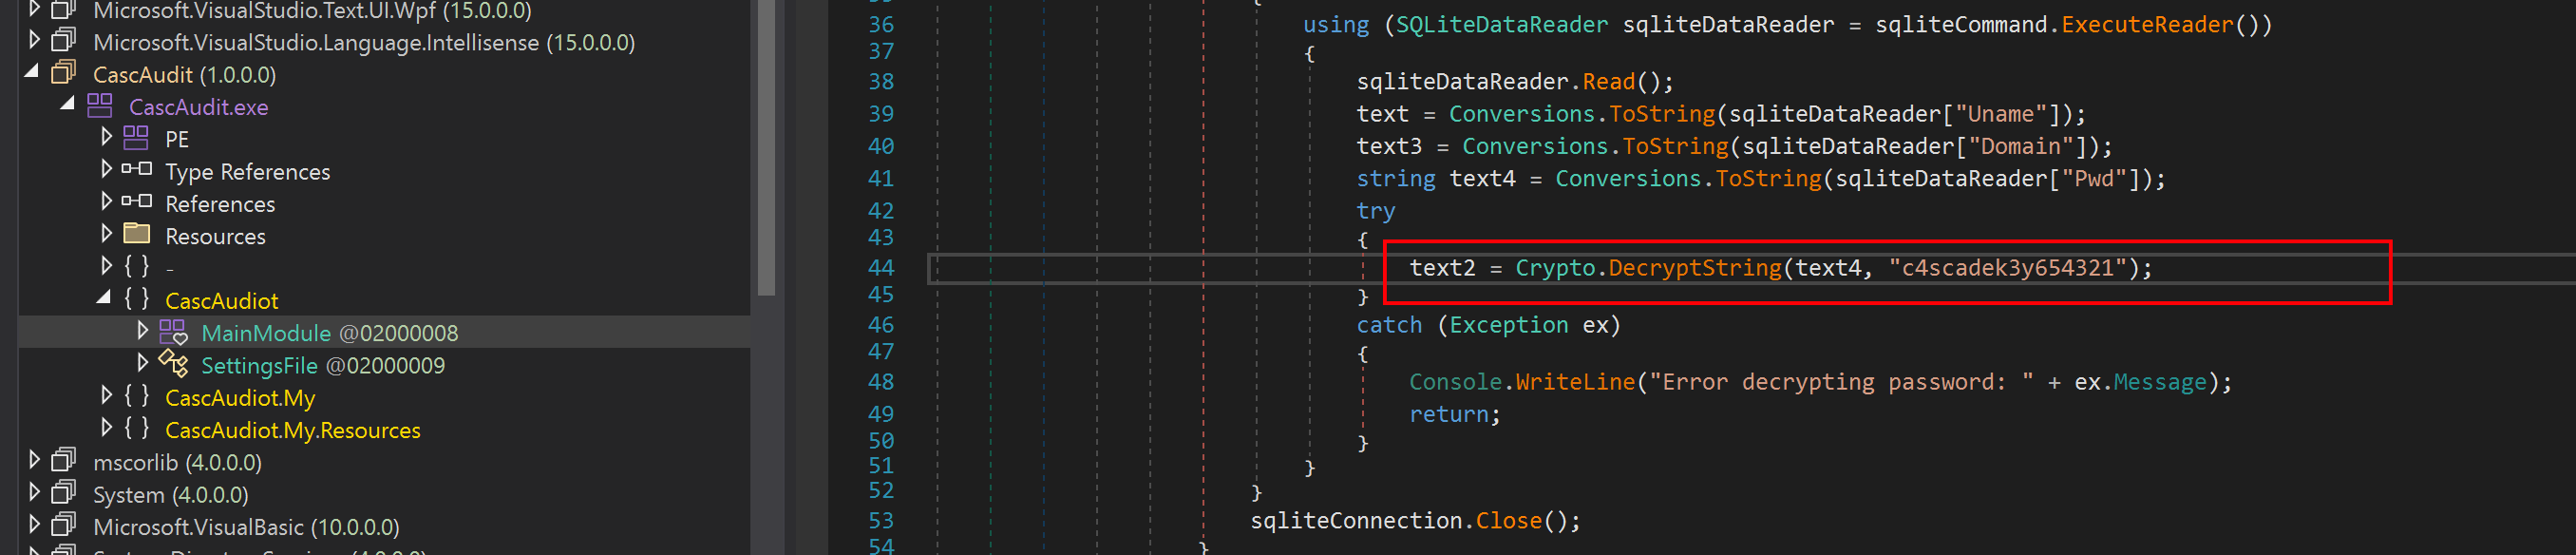 Microsoft.VisualStudio.Text.UI.Wpf (15.0.0.0)
Microsoft.VisualStudio.Language.Intellisense (15.0.0.0)
CascAudit (1.0.0.0)
CascAudit.exe
PE
Type References
References
Resources
{ } -
{ } CascAudiot
MainModule @02000008
SettingsFile @02000009
{ } CascAudiot.My
{ } CascAudiot.My.Resources
mscorlib (4.0.0.0)
System (4.0.0.0)
Microsoft.VisualBasic (10.0.0.0)
{
36 using (SQLiteDataReader sqliteDataReader = sqliteCommand.ExecuteReader())
37 {
38 sqliteDataReader.Read();
39 text = Conversions.ToString(sqliteDataReader["Uname"]);
40 text3 = Conversions.ToString(sqliteDataReader["Domain"]);
41 string text4 = Conversions.ToString(sqliteDataReader["Pwd"]);
42 try
43 {
44 text2 = Crypto.DecryptString(text4, "c4scadek3y654321");
45 }
46 catch (Exception ex)
47 {
48 Console.WriteLine("Error decrypting password: " + ex.Message);
49 return;
50 }
51 }
52 }
53 sqliteConnection.Close();
54 }